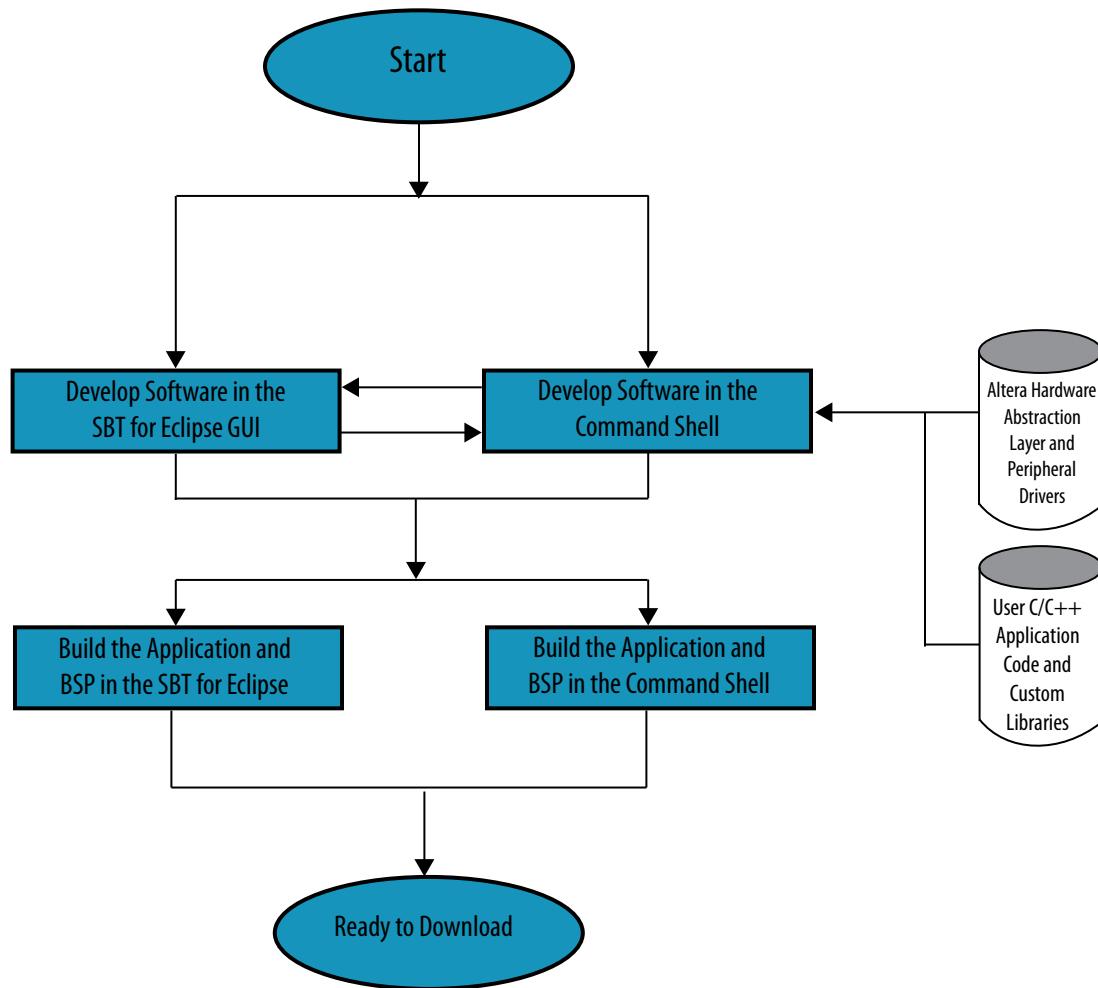 Start
Develop Software in the
SBT for Eclipse GUI
Develop Software in the
Command Shell
Altera Hardware
Abstraction
Layer and
Peripheral
Drivers
Build the Application and
BSP in the SBT for Eclipse
Build the Application and
BSP in the Command Shell
User C/C++
Application
Code and
Custom
Libraries
Ready to Download